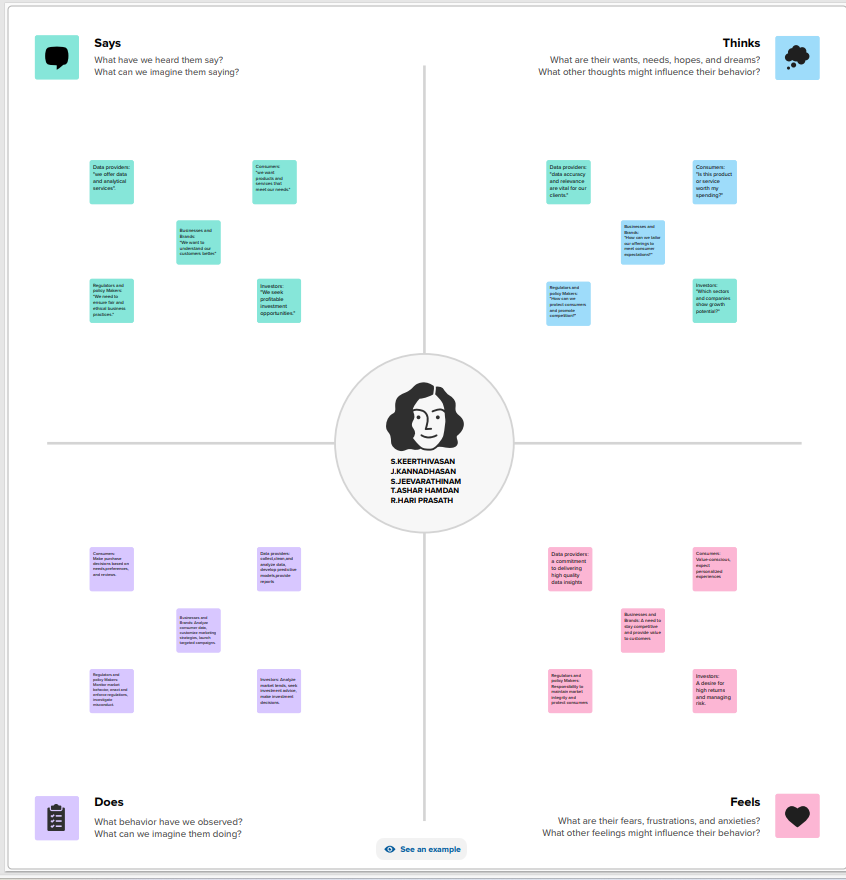 Says
What have we heard them say?
What can we imagine them saying?
Thinks
What are their wants, needs, hopes, and dreams?
What other thoughts might influence their behavior?
Data providers:
"we offer data
and analytical
services".
Consumers:
"we want
products and
services that
meet our needs"
Businesses and
Brands:
"We want to
understand our
customers better"
Regulators and
policy Makers:
"We need to
ensure fair and
ethical business
practices."
Investors:
"We seek
profitable
investment
opportunities."
Data providers:
"data accuracy
and relevance
are vital for our
clients."
Consumers:
"Is this product
or service
worth my
spending?"
Businesses and
Brands:
"How can we tailor
our offerings to
meet consumer
expectations?"
Regulators and
policy Makers:
"How can we
protect consumers
and promote
competition?"
Investors:
"Which sectors
and companies
show growth
potential?"
S.KEERTHIVASAN
J.KANNADHASAN
S.JEEVARATHINAM
T.ASHAR HAMDAN
R.HARI PRASATH
Consumers:
Make purchase
decisions based on
needs,preferences,
and reviews
Data providers:
collect,clean,and
analyze data,
develop predictive
models,provide
reports
Businesses and
Brands: Analyze
consumer data,
customize marketing
strategies, launch
targeted campaigns.
Regulators and
policy Makers:
Monitor market
behavior, enact and
enforce regulations,
investigate
misconduct
Investors: Analyze
market tends, seek
investment advice,
make investment
decisions.
Data providers:
a commitment
to delivering
high quality
data insights
Consumers:
Value-conscious,
expect
personalized
experiences
Businesses and
Brands: A need to
stay competitive
and provide value
to customers
Regulators and
policy Makers:
Responsibility to
maintain market
integrity and
protect consumers
Investors:
A desire for
high returns
and managing
risk.
Does
What behavior have we observed?
What can we imagine them doing?
Feels
What are their fears, frustrations, and anxieties?
What other feelings might influence their behavior?
See an example